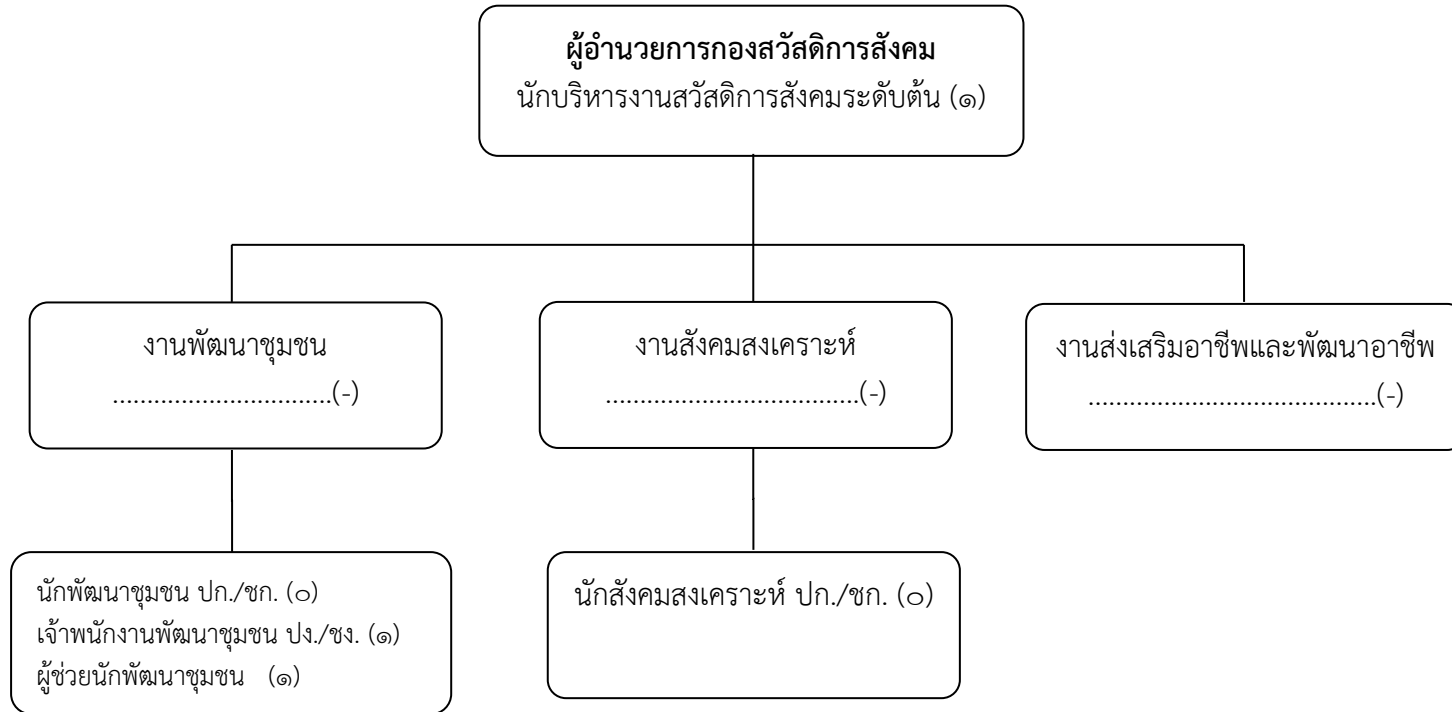 ผู้อำนวยการกองสวัสดิการสังคม
นักบริหารงานสวัสดิการสังคมระดับต้น (๑)
งานพัฒนาชุมชน
................................(-)
งานสังคมสงเคราะห์
.....................................(-)
งานส่งเสริมอาชีพและพัฒนาอาชีพ
..........................................(-)
นักพัฒนาชุมชน ปก./ชก. (๐)
เจ้าพนักงานพัฒนาชุมชน ปง./ชง. (๑)
ผู้ช่วยนักพัฒนาชุมชน (๑)
นักสังคมสงเคราะห์ ปก./ชก. (๐)